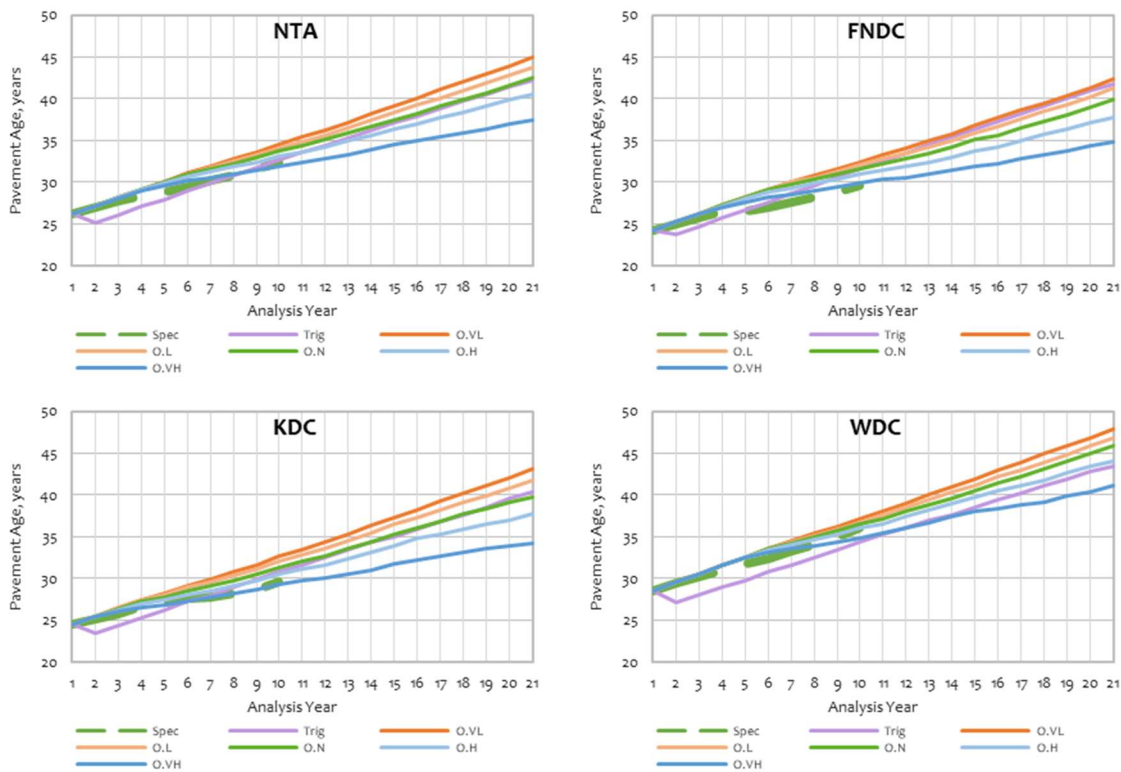 NTA
Pavement Age, years
50
45
40
35
30
25
20
1 2 3 4 5 6 7 8 9 10 11 12 13 14 15 16 17 18 19 20 21
Analysis Year
Spec Trig O.VL
O.L O.N O.H
O.VH
FNDC
Pavement Age, years
50
45
40
35
30
25
20
1 2 3 4 5 6 7 8 9 10 11 12 13 14 15 16 17 18 19 20 21
Analysis Year
Spec Trig O.VL
O.L O.N O.H
O.VH
KDC
Pavement Age, years
50
45
40
35
30
25
20
1 2 3 4 5 6 7 8 9 10 11 12 13 14 15 16 17 18 19 20 21
Analysis Year
Spec Trig O.VL
O.L O.N O.H
O.VH
WDC
Pavement Age, years
50
45
40
35
30
25
20
1 2 3 4 5 6 7 8 9 10 11 12 13 14 15 16 17 18 19 20 21
Analysis Year
Spec Trig O.VL
O.L O.N O.H
O.VH